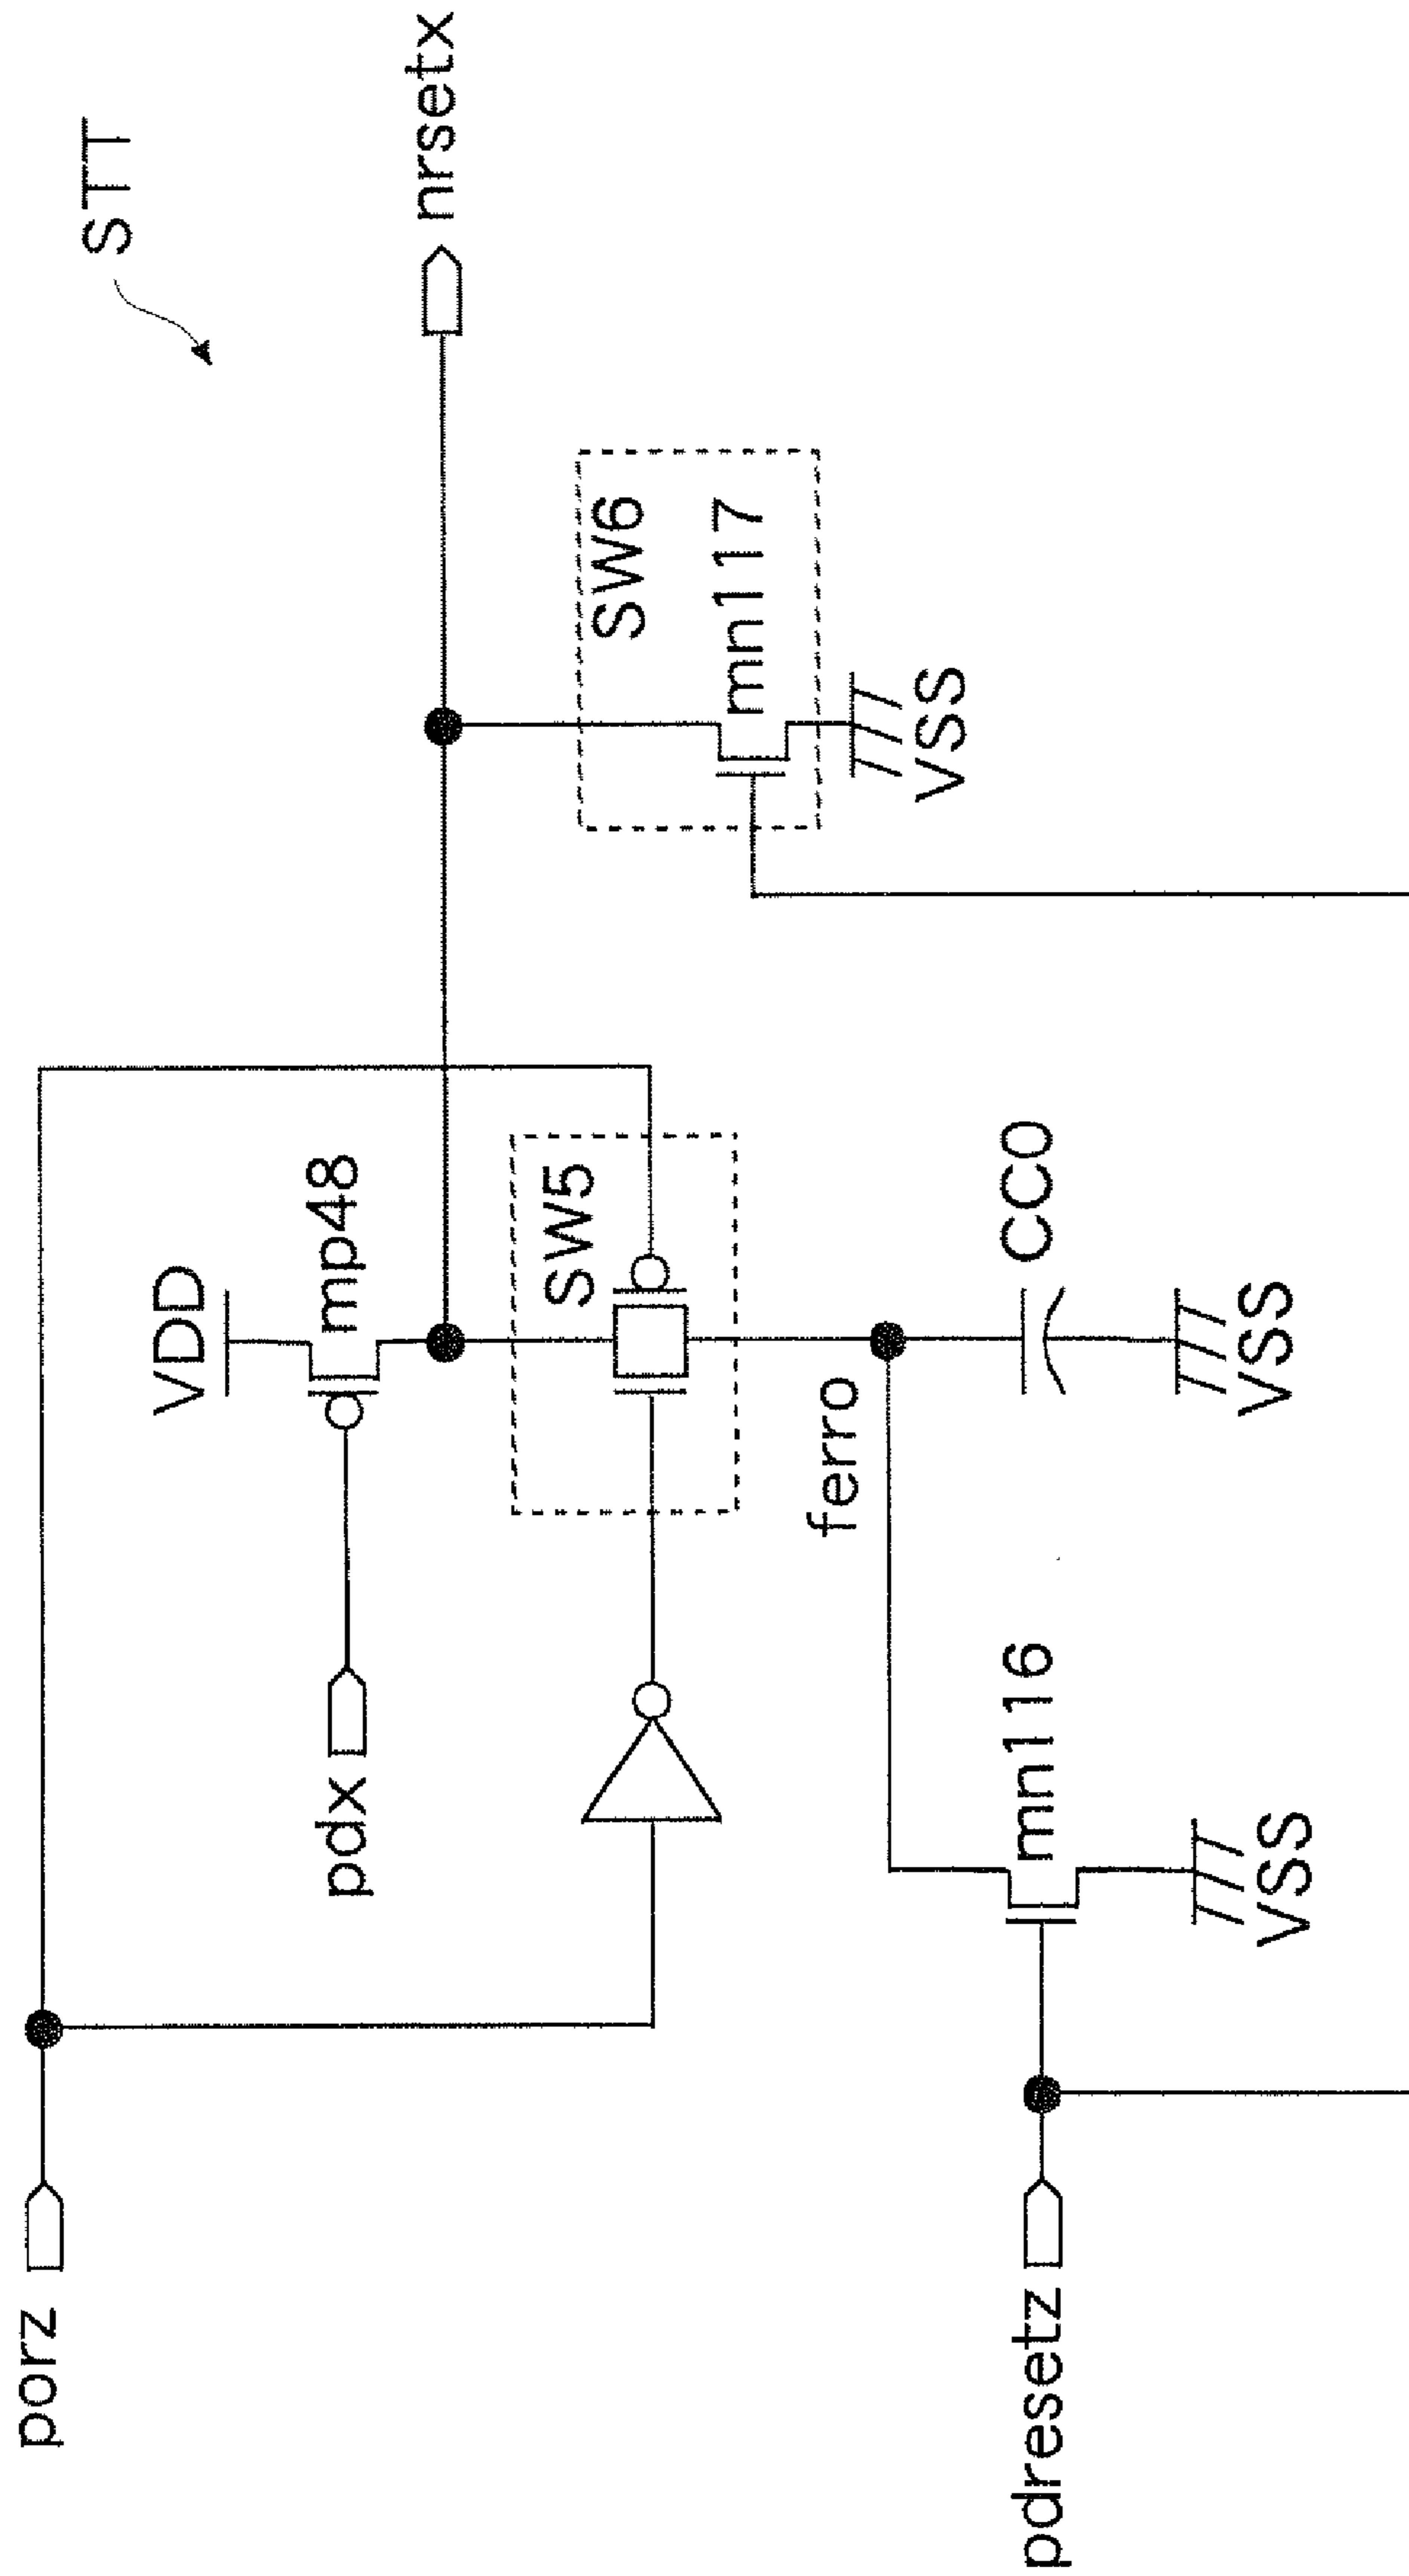 STT
porz
nrsetx
VDD
pdx
mp48
SW5
SW6
mn117
VSS
ferro
pdresetz
mn116
CC0
VSS
VSS